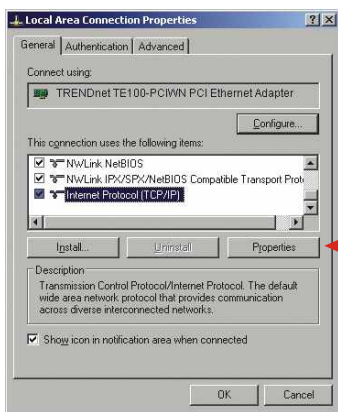 Local Area Connection Properties
General Authentication Advanced
Connect using:
TRENDnet TE100-PCIWN PCI Ethernet Adapter
Configure...
This connection uses the following items:
NWLink NetBIOS
NWLink IPX/SPX/NetBIOS Compatible Transport Proto
Internet Protocol (TCP/IP)
Install... Uninstall Properties
Description
Transmission Control Protocol/Internet Protocol. The default
wide area network protocol that provides communication
across diverse interconnected networks.
Show icon in notification area when connected
OK Cancel